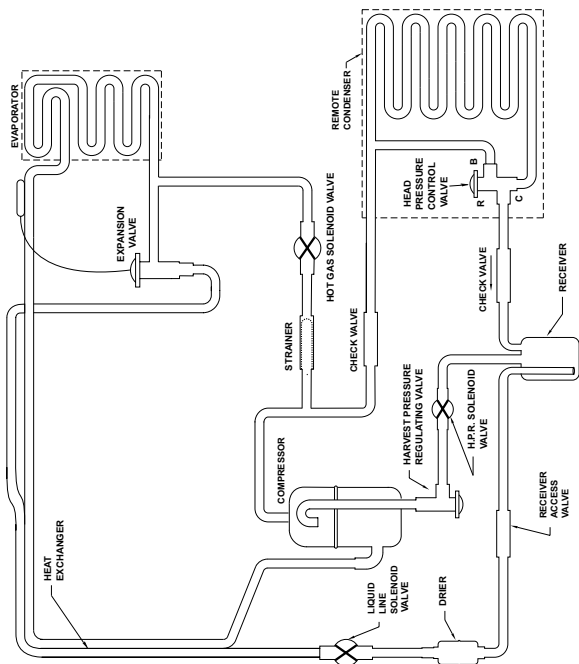 EVAPORATOR
EXPANSION
VALVE
HOT GAS SOLENOID VALVE
STRAINER
CHECK VALVE
COMPRESSOR
HEAT
EXCHANGER
REMOTE
CONDENSER
HEAD
PRESSURE
CONTROL
VALVE
B
R
C
CHECK VALVE
RECEIVER
HARVEST PRESSURE
REGULATING VALVE
H.P.R. SOLENOID
VALVE
LIQUID
LINE
SOLENOID
VALVE
DRIER
RECEIVER
ACCESS
VALVE